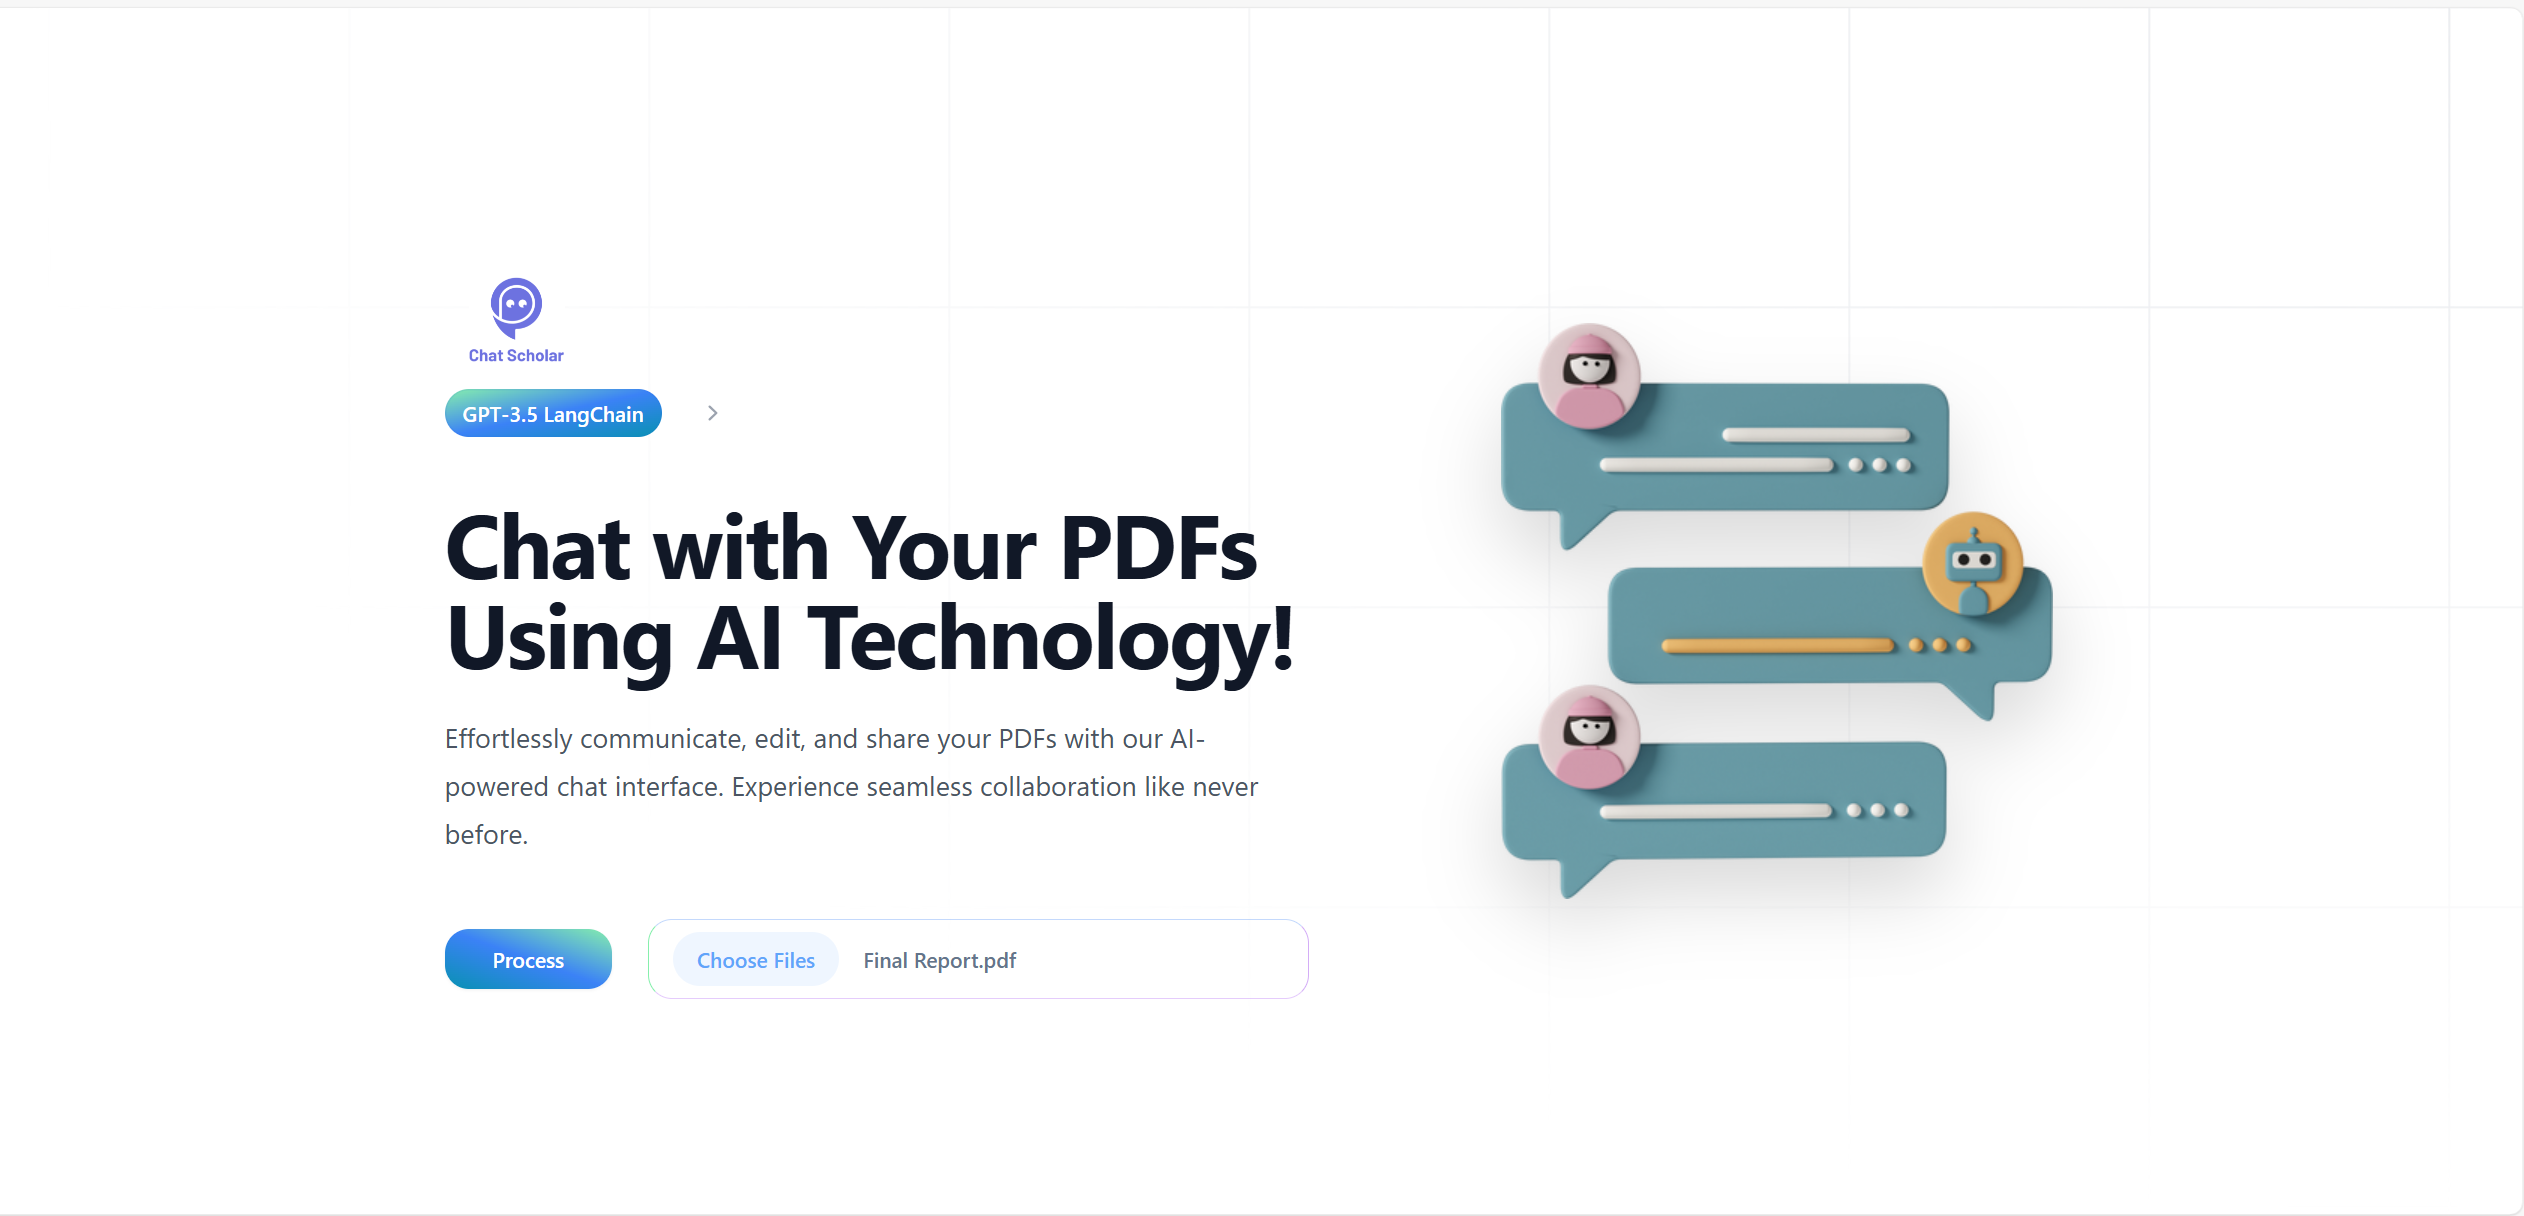 Chat Scholar
GPT-3.5 LangChain
Chat with Your PDFs
Using AI Technology!
Effortlessly communicate, edit, and share your PDFs with our AI-
powered chat interface. Experience seamless collaboration like never
before.
Process
Choose Files Final Report.pdf